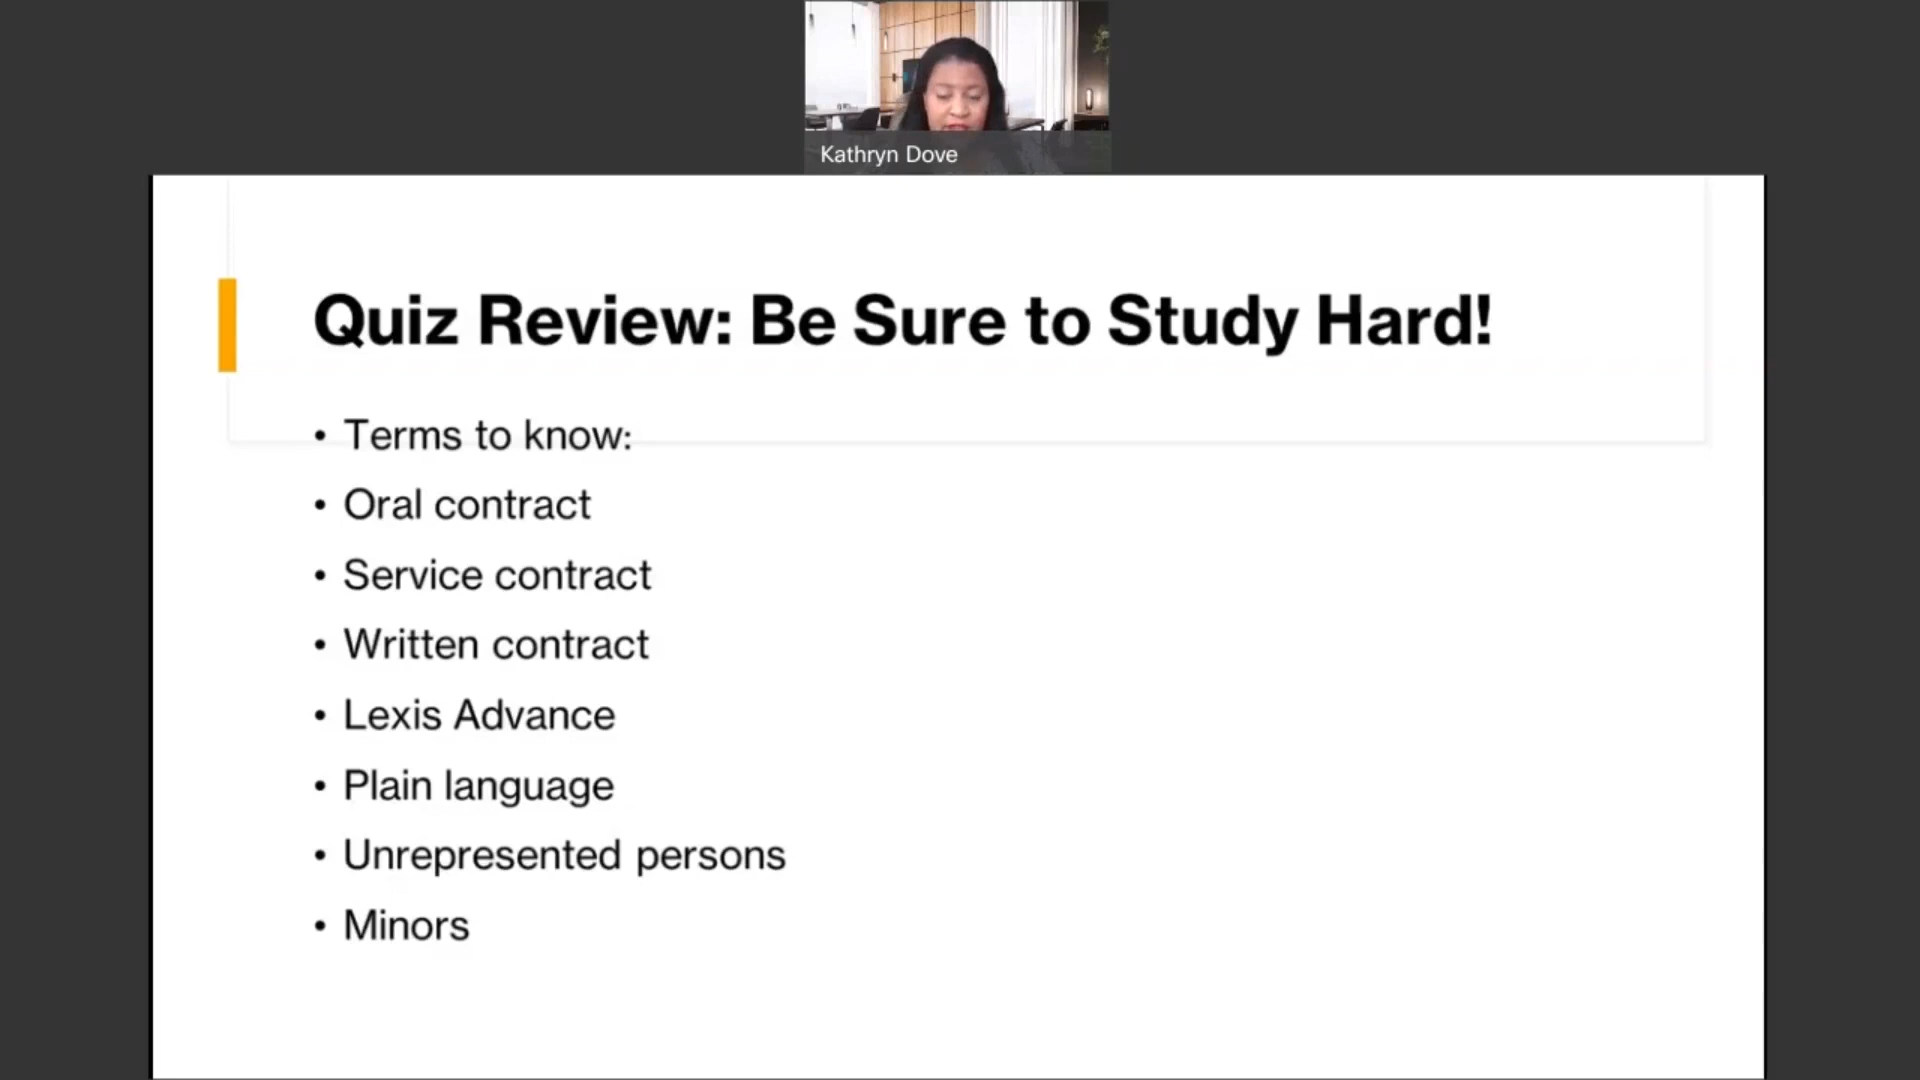 Kathryn Dove
Quiz Review: Be Sure to Study Hard!
• Terms to know:
• Oral contract
• Service contract
• Written contract
• Lexis Advance
• Plain language
• Unrepresented persons
• Minors